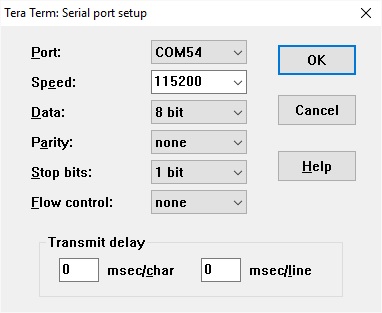 Tera Term: Serial port setup
Port: COM54 OK
Speed: 115200
Data: 8 bit Cancel
Parity: none
Stop bits: 1 bit Help
Flow control: none
Transmit delay
0 msec/char 0 msec/line